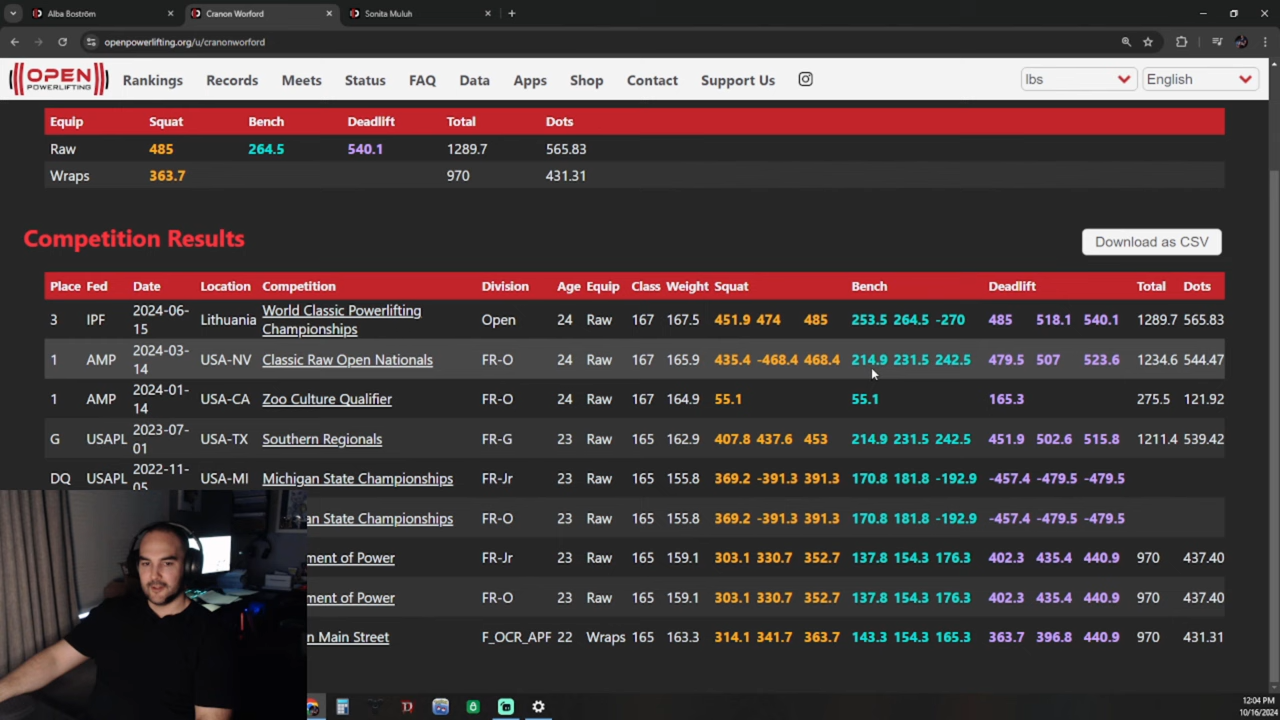 Alba Boström
Cranon Worford
Sonita Muluh
openpowerlifting.org/u/cranonworford
OPEN POWERLIFTING Rankings Records Meets Status FAQ Data Apps Shop Contact Support Us lbs English
Equip Squat Bench Deadlift Total Dots
Raw 485 264.5 540.1 1289.7 565.83
Wraps 363.7 970 431.31
Competition Results
Download as CSV
Place Fed Date Location Competition Division Age Equip Class Weight Squat Bench Deadlift Total Dots
3 IPF 2024-06-15 Lithuania World Classic Powerlifting Championships Open 24 Raw 167 167.5 451.9 474 485 253.5 264.5 -270 485 518.1 540.1 1289.7 565.83
1 AMP 2024-03-14 USA-NV Classic Raw Open Nationals FR-O 24 Raw 167 165.9 435.4 -468.4 468.4 214.9 231.5 242.5 479.5 507 523.6 1234.6 544.47
1 AMP 2024-01-14 USA-CA Zoo Culture Qualifier FR-O 24 Raw 167 164.9 55.1 55.1 165.3 275.5 121.92
G USAPL 2023-07-01 USA-TX Southern Regionals FR-G 23 Raw 165 162.9 407.8 437.6 453 214.9 231.5 242.5 451.9 502.6 515.8 1211.4 539.42
DQ USAPL 2022-11-05 USA-MI Michigan State Championships FR-Jr 23 Raw 165 155.8 369.2 -391.3 391.3 170.8 181.8 -192.9 -457.4 -479.5 -479.5
an State Championships FR-O 23 Raw 165 155.8 369.2 -391.3 391.3 170.8 181.8 -192.9 -457.4 -479.5 -479.5
ment of Power FR-Jr 23 Raw 165 159.1 303.1 330.7 352.7 137.8 154.3 176.3 402.3 435.4 440.9 970 437.40
ment of Power FR-O 23 Raw 165 159.1 303.1 330.7 352.7 137.8 154.3 176.3 402.3 435.4 440.9 970 437.40
n Main Street F_OCR_APF 22 Wraps 165 163.3 314.1 341.7 363.7 143.3 154.3 165.3 363.7 396.8 440.9 970 431.31
12:04 PM
10/16/2024